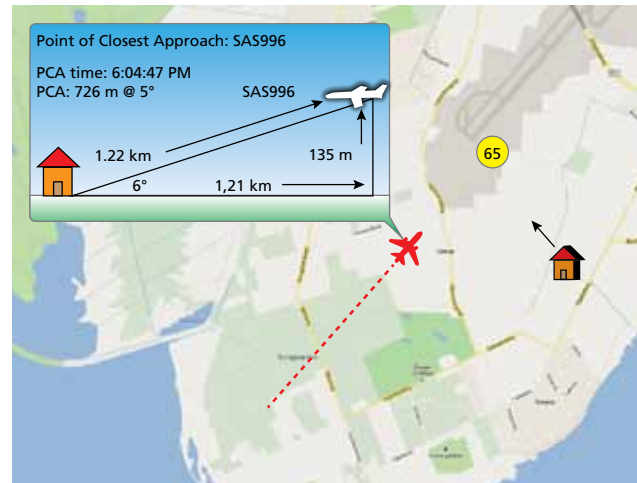 Point of Closest Approach: SAS996
PCA time: 6:04:47 PM
PCA: 726 m @ 5°
SAS996
1.22 km
135 m
6°
1,21 km
65